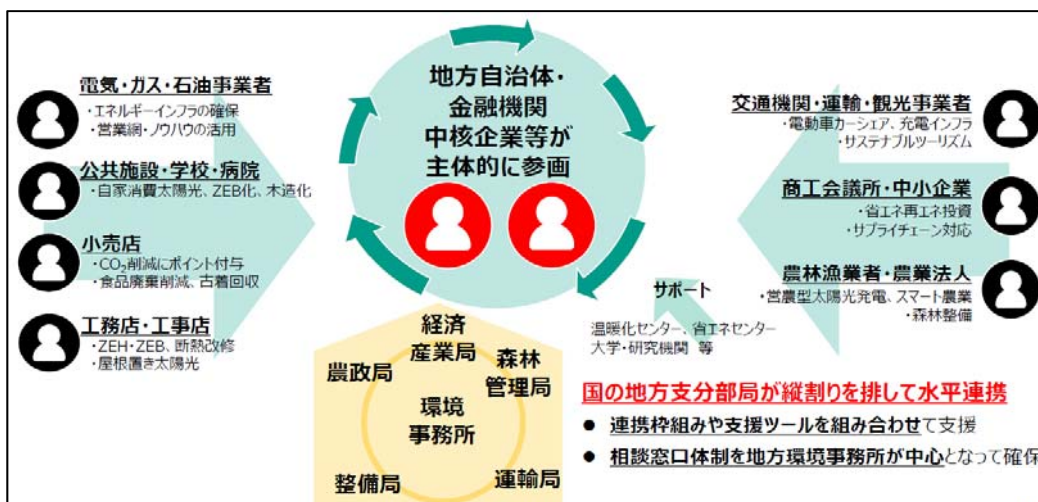 電気・ガス・石油事業者
・エネルギーインフラの確保
・営業網・ノウハウの活用
公共施設・学校・病院
・自家消費太陽光、ZEB化、木造化
小売店
・CO₂削減にポイント付与
・食品廃棄削減、古着回収
工務店・工事店
・ZEH・ZEB、断熱改修
・屋根置き太陽光
地方自治体・
金融機関
中核企業等が
主体的に参画
交通機関・運輸・観光事業者
・電動車カーシェア、充電インフラ
・サステナブルツーリズム
商工会議所・中小企業
・省エネ再エネ投資
・サプライチェーン対応
農林漁業者・農業法人
・営農型太陽光発電、スマート農業
・森林整備
サポート
温暖化センター、省エネセンター
大学・研究機関 等
経済
産業局
農政局
森林
管理局
環境
事務所
整備局
運輸局
国の地方支分部局が縦割りを排して水平連携
● 連携枠組みや支援ツールを組み合わせて支援
● 相談窓口体制を地方環境事務所が中心となって確保